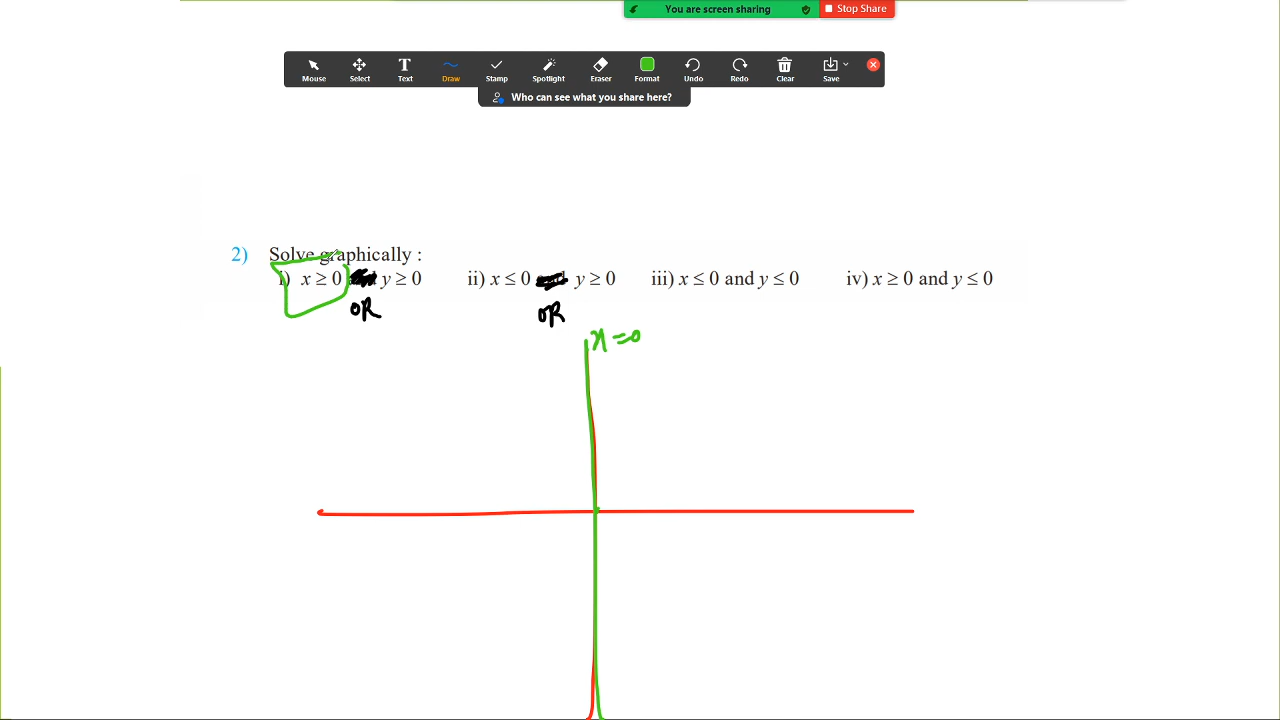 You are screen sharing Stop Share
Mouse Select Text Draw Stamp Spotlight Eraser Format Undo Redo Clear Save
Who can see what you share here?
2) Solve graphically :
i) x ≥ 0 y ≥ 0 ii) x ≤ 0 y ≥ 0 iii) x ≤ 0 and y ≤ 0 iv) x ≥ 0 and y ≤ 0
OR OR
x = 0